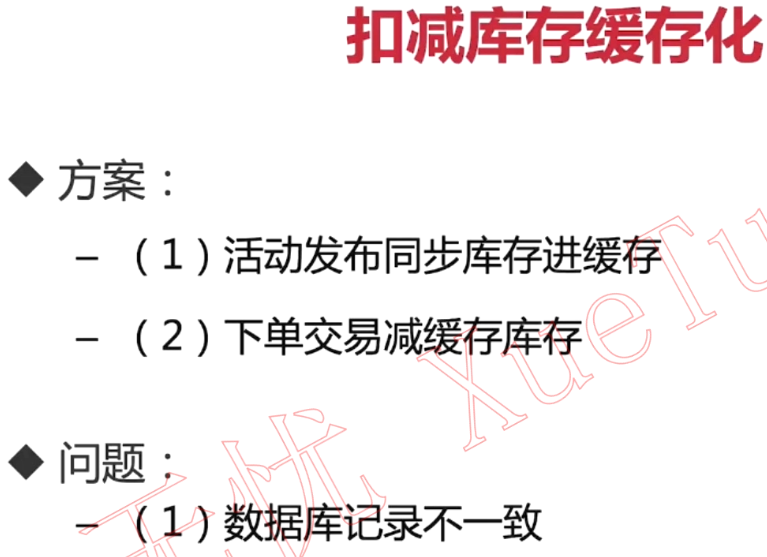 扣减库存缓存化
◆ 方案：
– （1）活动发布同步库存进缓存
– （2）下单交易减缓存库存
◆ 问题：
– （1）数据库记录不一致
无忧 XueTu